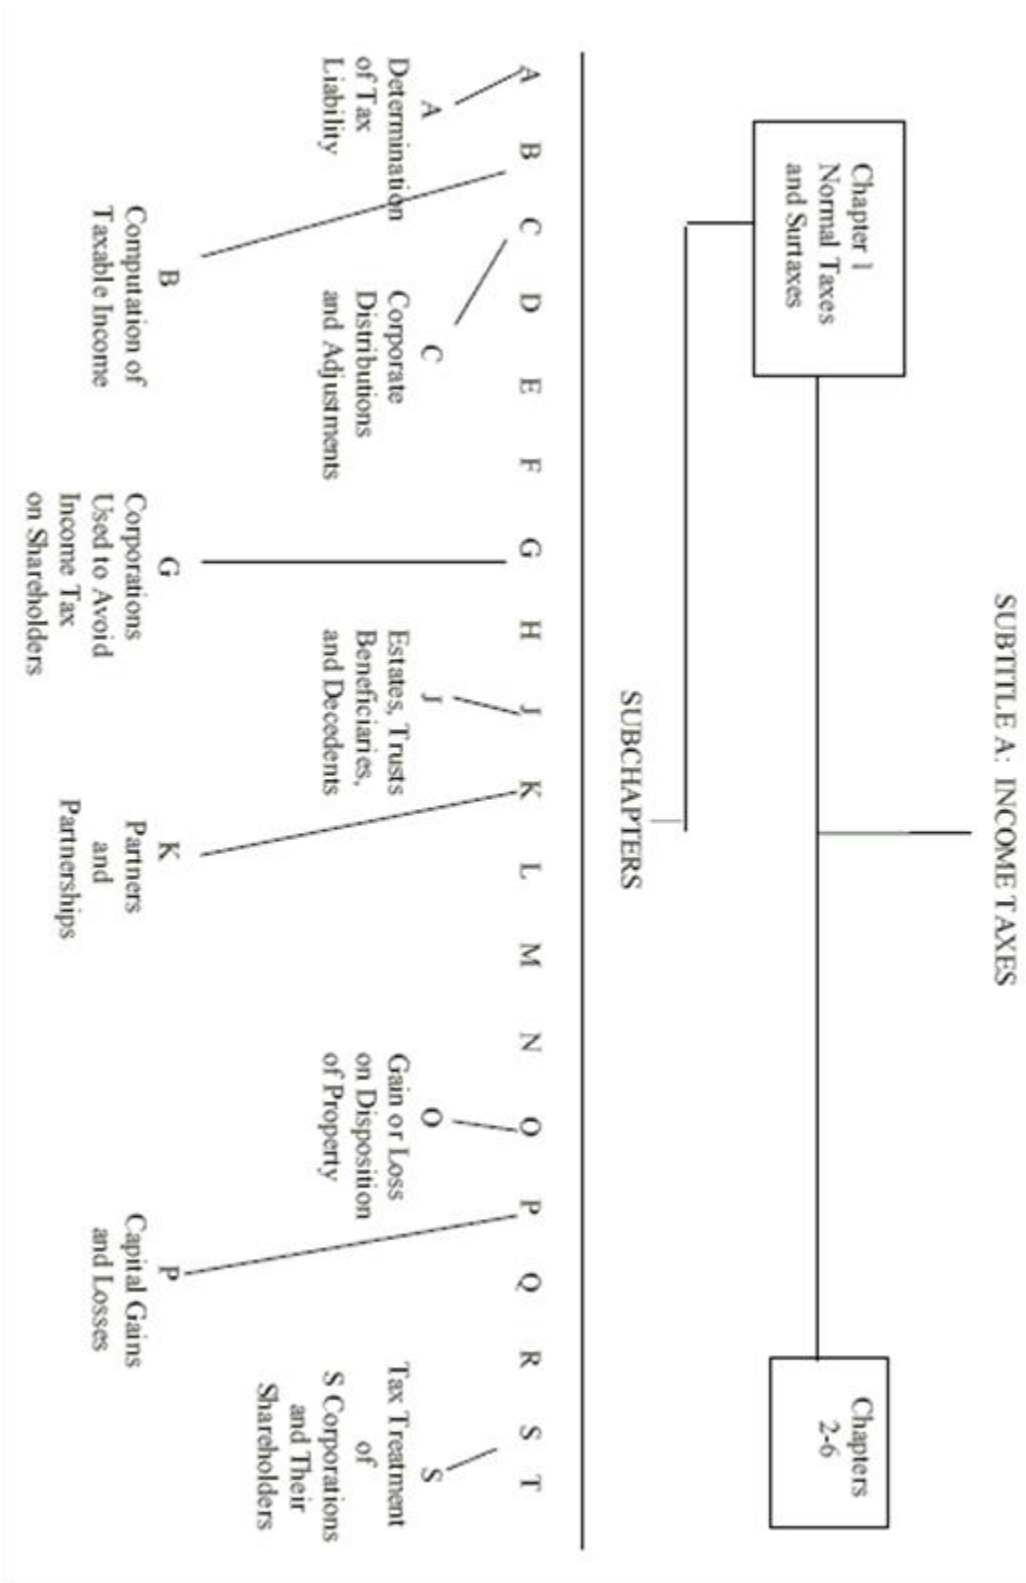 SUBTITLE A: INCOME TAXES
Chapter 1
Normal Taxes
and Surtaxes
Chapters
2-6
SUBCHAPTERS
A B C D E F G H J K L M N O P Q R S T
A
Determination
of Tax
Liability
B
Computation of
Taxable Income
C
Corporate
Distributions
and Adjustments
G
Corporations
Used to Avoid
Income Tax
on Shareholders
J
Estates, Trusts
Beneficiaries,
and Decedents
K
Partners
and
Partnerships
O
Gain or Loss
on Disposition
of Property
P
Capital Gains
and Losses
S
Tax Treatment
of
S Corporations
and Their
Shareholders